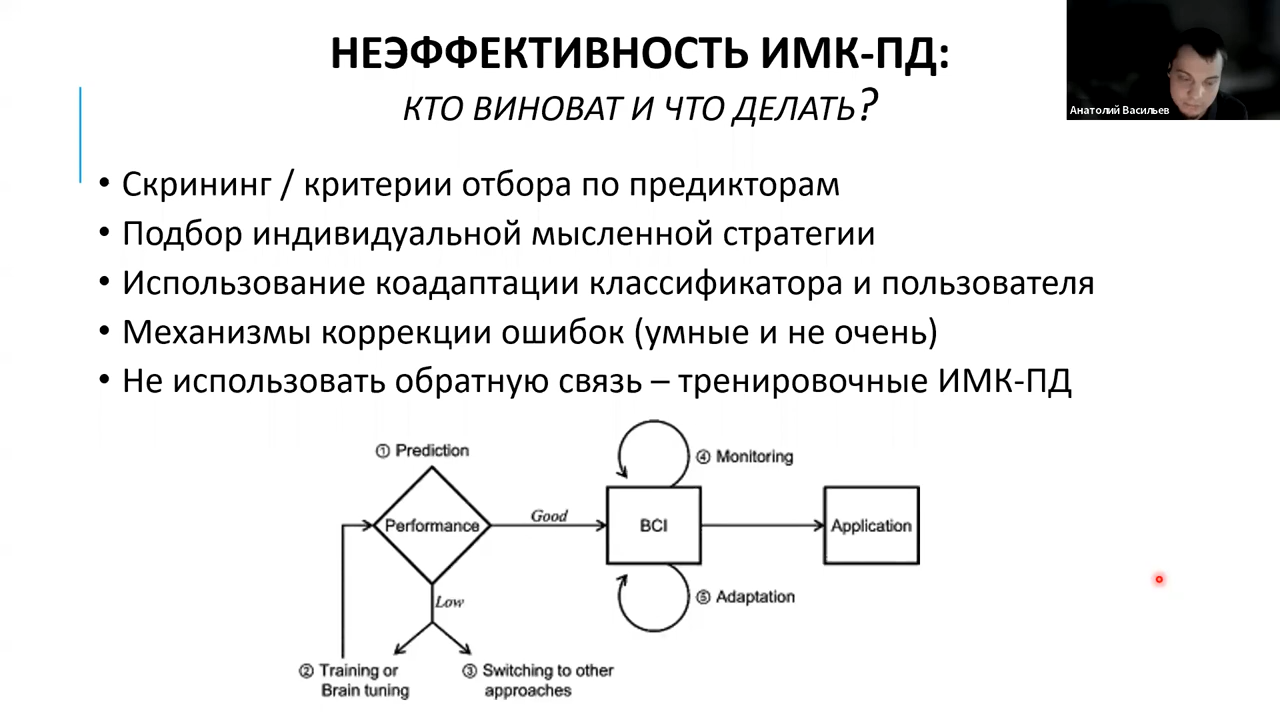 НЕЭФФЕКТИВНОСТЬ ИМК-ПД:
КТО ВИНОВАТ И ЧТО ДЕЛАТЬ?
Анатолий Васильев
• Скрининг / критерии отбора по предикторам
• Подбор индивидуальной мысленной стратегии
• Использование коадаптации классификатора и пользователя
• Механизмы коррекции ошибок (умные и не очень)
• Не использовать обратную связь – тренировочные ИМК-ПД
① Prediction
Performance
Good
Low
② Training or
Brain tuning
③ Switching to other
approaches
④ Monitoring
BCI
⑤ Adaptation
Application